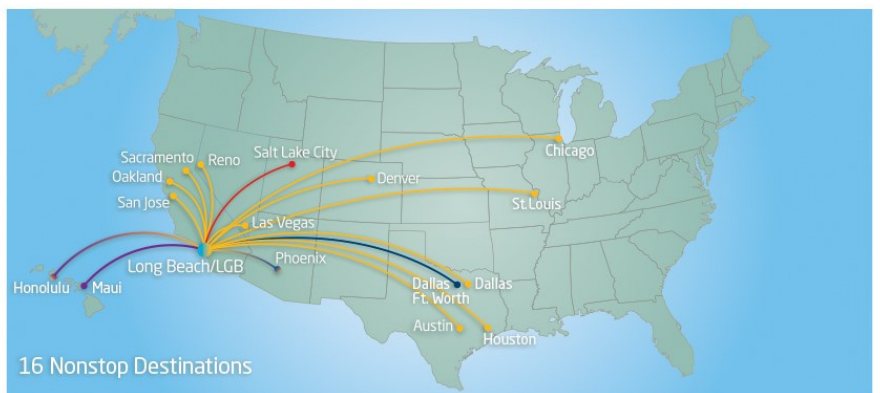 Sacramento
Reno
Salt Lake City
Chicago
Oakland
Denver
San Jose
St. Louis
Las Vegas
Phoenix
Long Beach/LGB
Honolulu
Maui
Dallas
Ft. Worth
Dallas
Austin
Houston
16 Nonstop Destinations